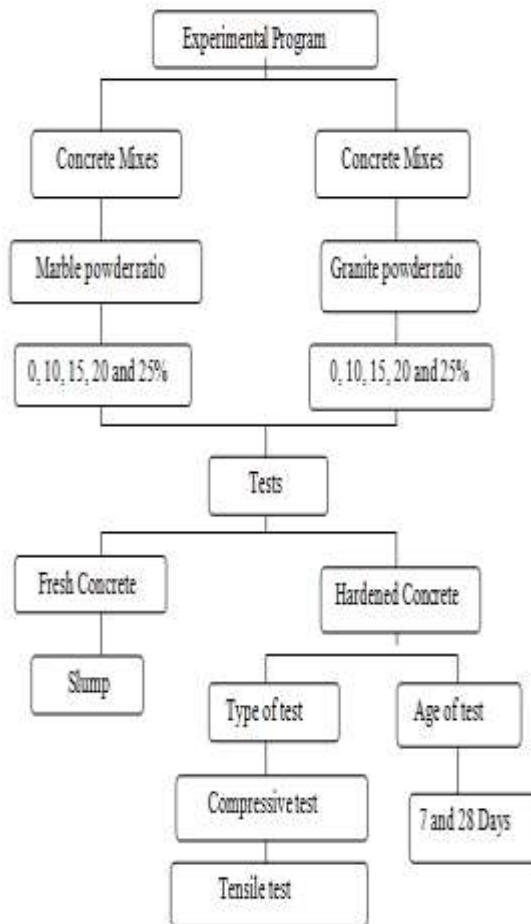 Experimental Program
Concrete Mixes
Concrete Mixes
Marble powder ratio
Granite powder ratio
0, 10, 15, 20 and 25%
0, 10, 15, 20 and 25%
Tests
Fresh Concrete
Hardened Concrete
Slump
Type of test
Age of test
Compressive test
7 and 28 Days
Tensile test